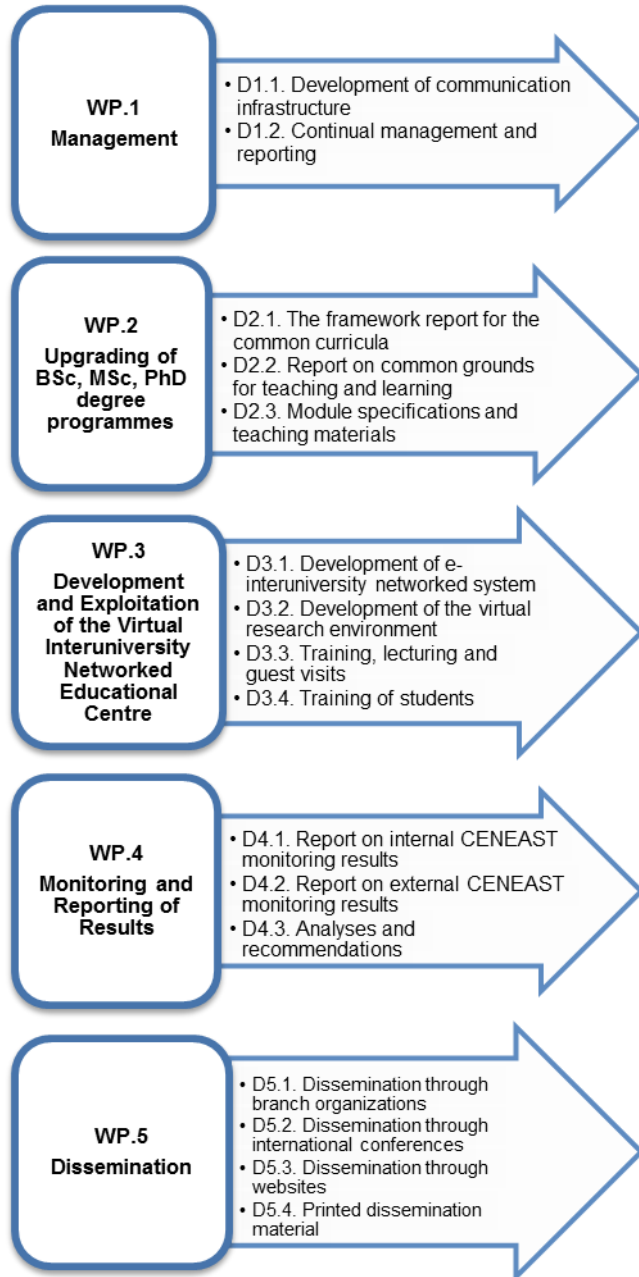 WP.1
Management
• D1.1. Development of communication
infrastructure
• D1.2. Continual management and
reporting
WP.2
Upgrading of
BSc, MSc, PhD
degree
programmes
• D2.1. The framework report for the
common curricula
• D2.2. Report on common grounds
for teaching and learning
• D2.3. Module specifications and
teaching materials
WP.3
Development
and Exploitation
of the Virtual
Interuniversity
Networked
Educational
Centre
• D3.1. Development of e-
interuniversity networked system
• D3.2. Development of the virtual
research environment
• D3.3. Training, lecturing and
guest visits
• D3.4. Training of students
WP.4
Monitoring and
Reporting of
Results
• D4.1. Report on internal CENEAST
monitoring results
• D4.2. Report on external CENEAST
monitoring results
• D4.3. Analyses and
recommendations
WP.5
Dissemination
• D5.1. Dissemination through
branch organizations
• D5.2. Dissemination through
international conferences
• D5.3. Dissemination through
websites
• D5.4. Printed dissemination
material